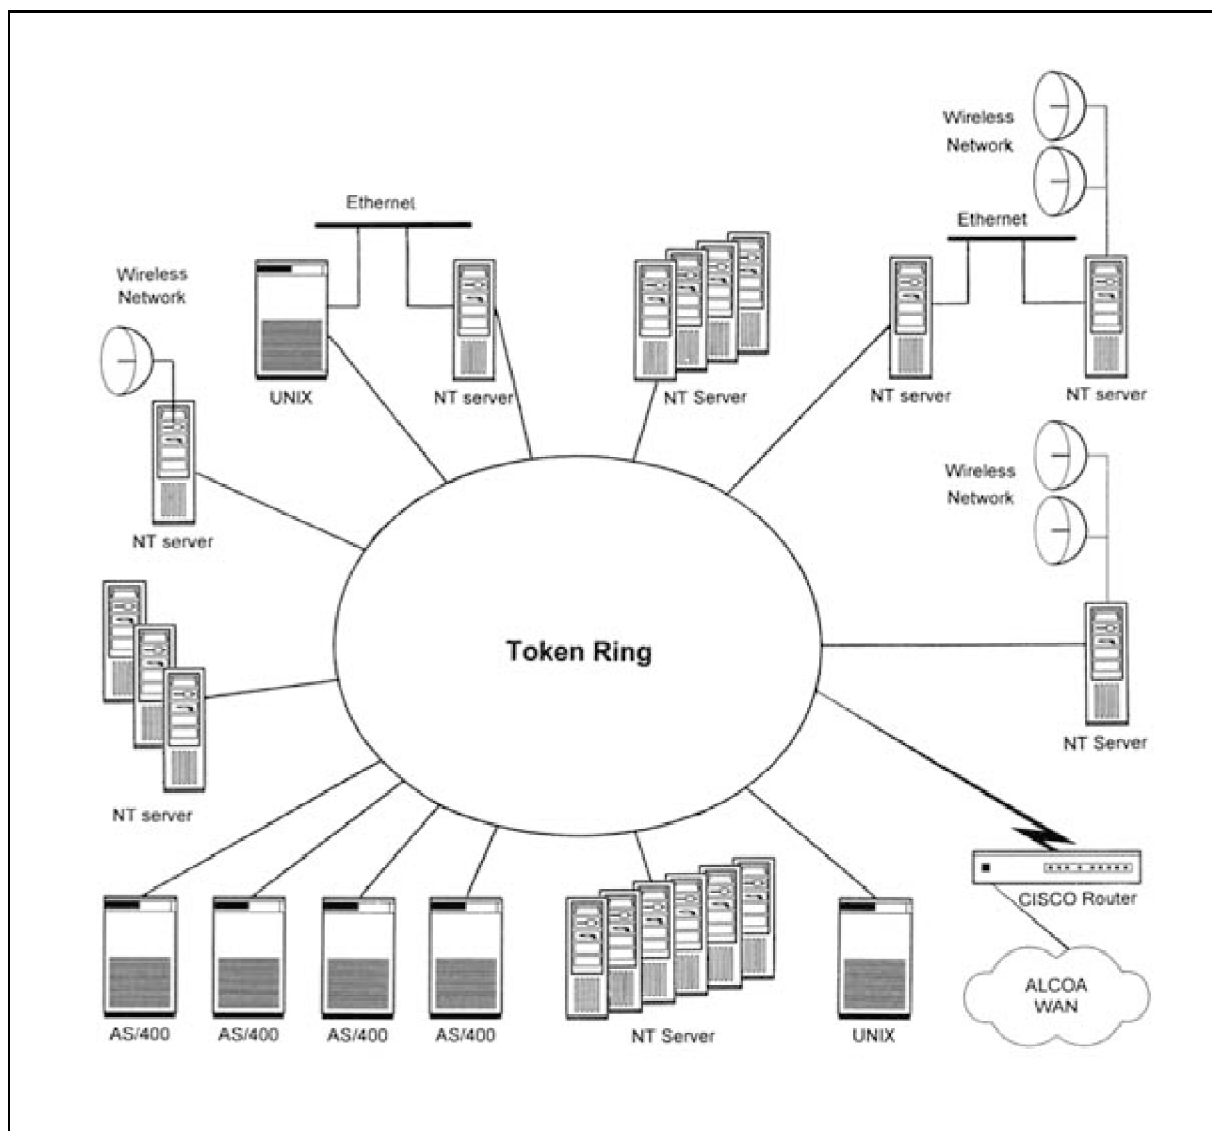 Wireless
Network
Ethernet
Ethernet
Wireless
Network
UNIX
NT server
NT Server
NT server
NT server
Wireless
Network
NT server
Token Ring
NT Server
NT server
CISCO Router
ALCOA
WAN
AS/400
AS/400
AS/400
AS/400
NT Server
UNIX